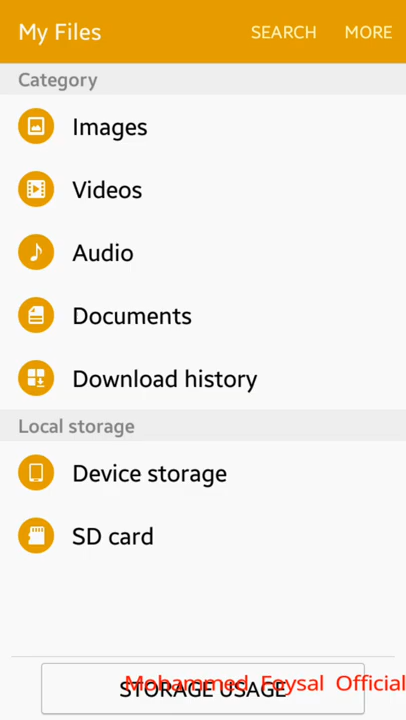 My Files SEARCH MORE
Category
Images
Videos
Audio
Documents
Download history
Local storage
Device storage
SD card
STORAGE USAGE
Mohammed Foysal Official